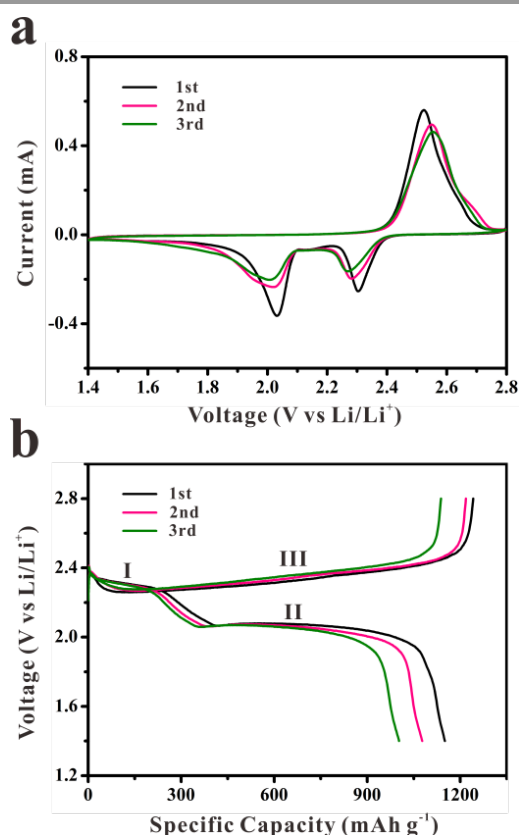 a
0.8
0.4
0.0
-0.4
Current (mA)
1st
2nd
3rd
1.4 1.6 1.8 2.0 2.2 2.4 2.6 2.8
Voltage (V vs Li/Li⁺)
b
2.8
2.4
2.0
1.6
1.2
Voltage (V vs Li/Li⁺)
1st
2nd
3rd
I
III
II
0 300 600 900 1200
Specific Capacity (mAh g⁻¹)